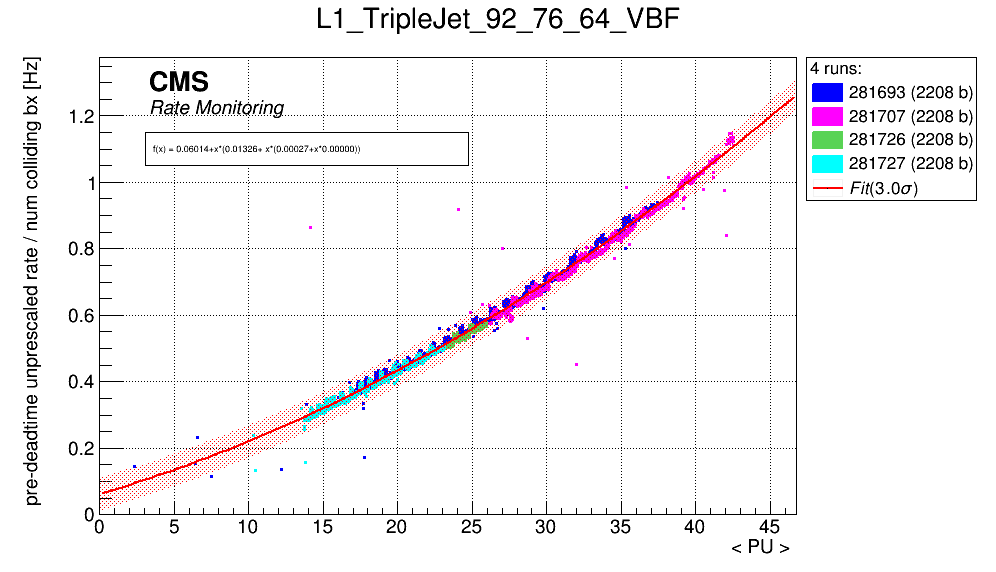 L1_TripleJet_92_76_64_VBF
pre-deadtime unprescaled rate / num colliding bx [Hz]
CMS
Rate Monitoring
f(x) = 0.06014+x*(0.01326+ x*(0.00027+x*0.00000))
1.2
1
0.8
0.6
0.4
0.2
0
0 5 10 15 20 25 30 35 40 45
< PU >
4 runs:
281693 (2208 b)
281707 (2208 b)
281726 (2208 b)
281727 (2208 b)
Fit(3.0σ)